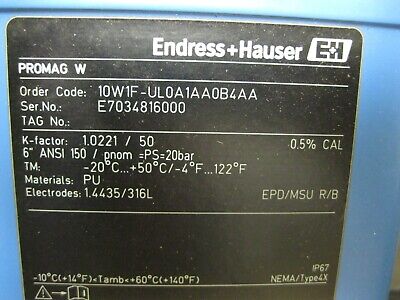 Endress+Hauser EH
PROMAG W
Order Code: 10W1F-UL0A1AA0B4AA
Ser.No.: E7034816000
TAG No.:
K-factor: 1.0221 / 50 0.5% CAL
6" ANSI 150 / pnom =PS=20bar
TM: -20°C...+50°C/-4°F...122°F
Materials: PU
Electrodes: 1.4435/316L EPD/MSU R/B
IP67
-10°C(+14°F)<Tamb<+60°C(+140°F) NEMA/Type4X